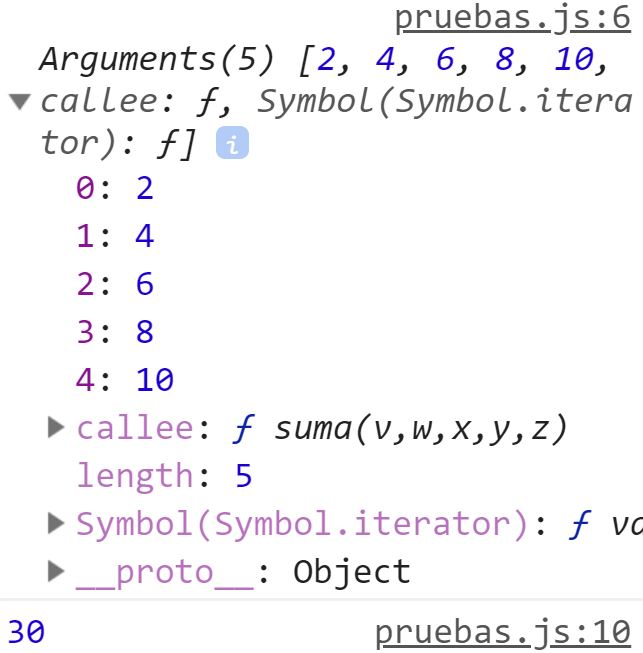 pruebas.js:6
Arguments(5) [2, 4, 6, 8, 10,
callee: ƒ, Symbol(Symbol.itera
tor): ƒ] i
0: 2
1: 4
2: 6
3: 8
4: 10
callee: ƒ suma(v,w,x,y,z)
length: 5
Symbol(Symbol.iterator): ƒ va
__proto__: Object
30 pruebas.js:10